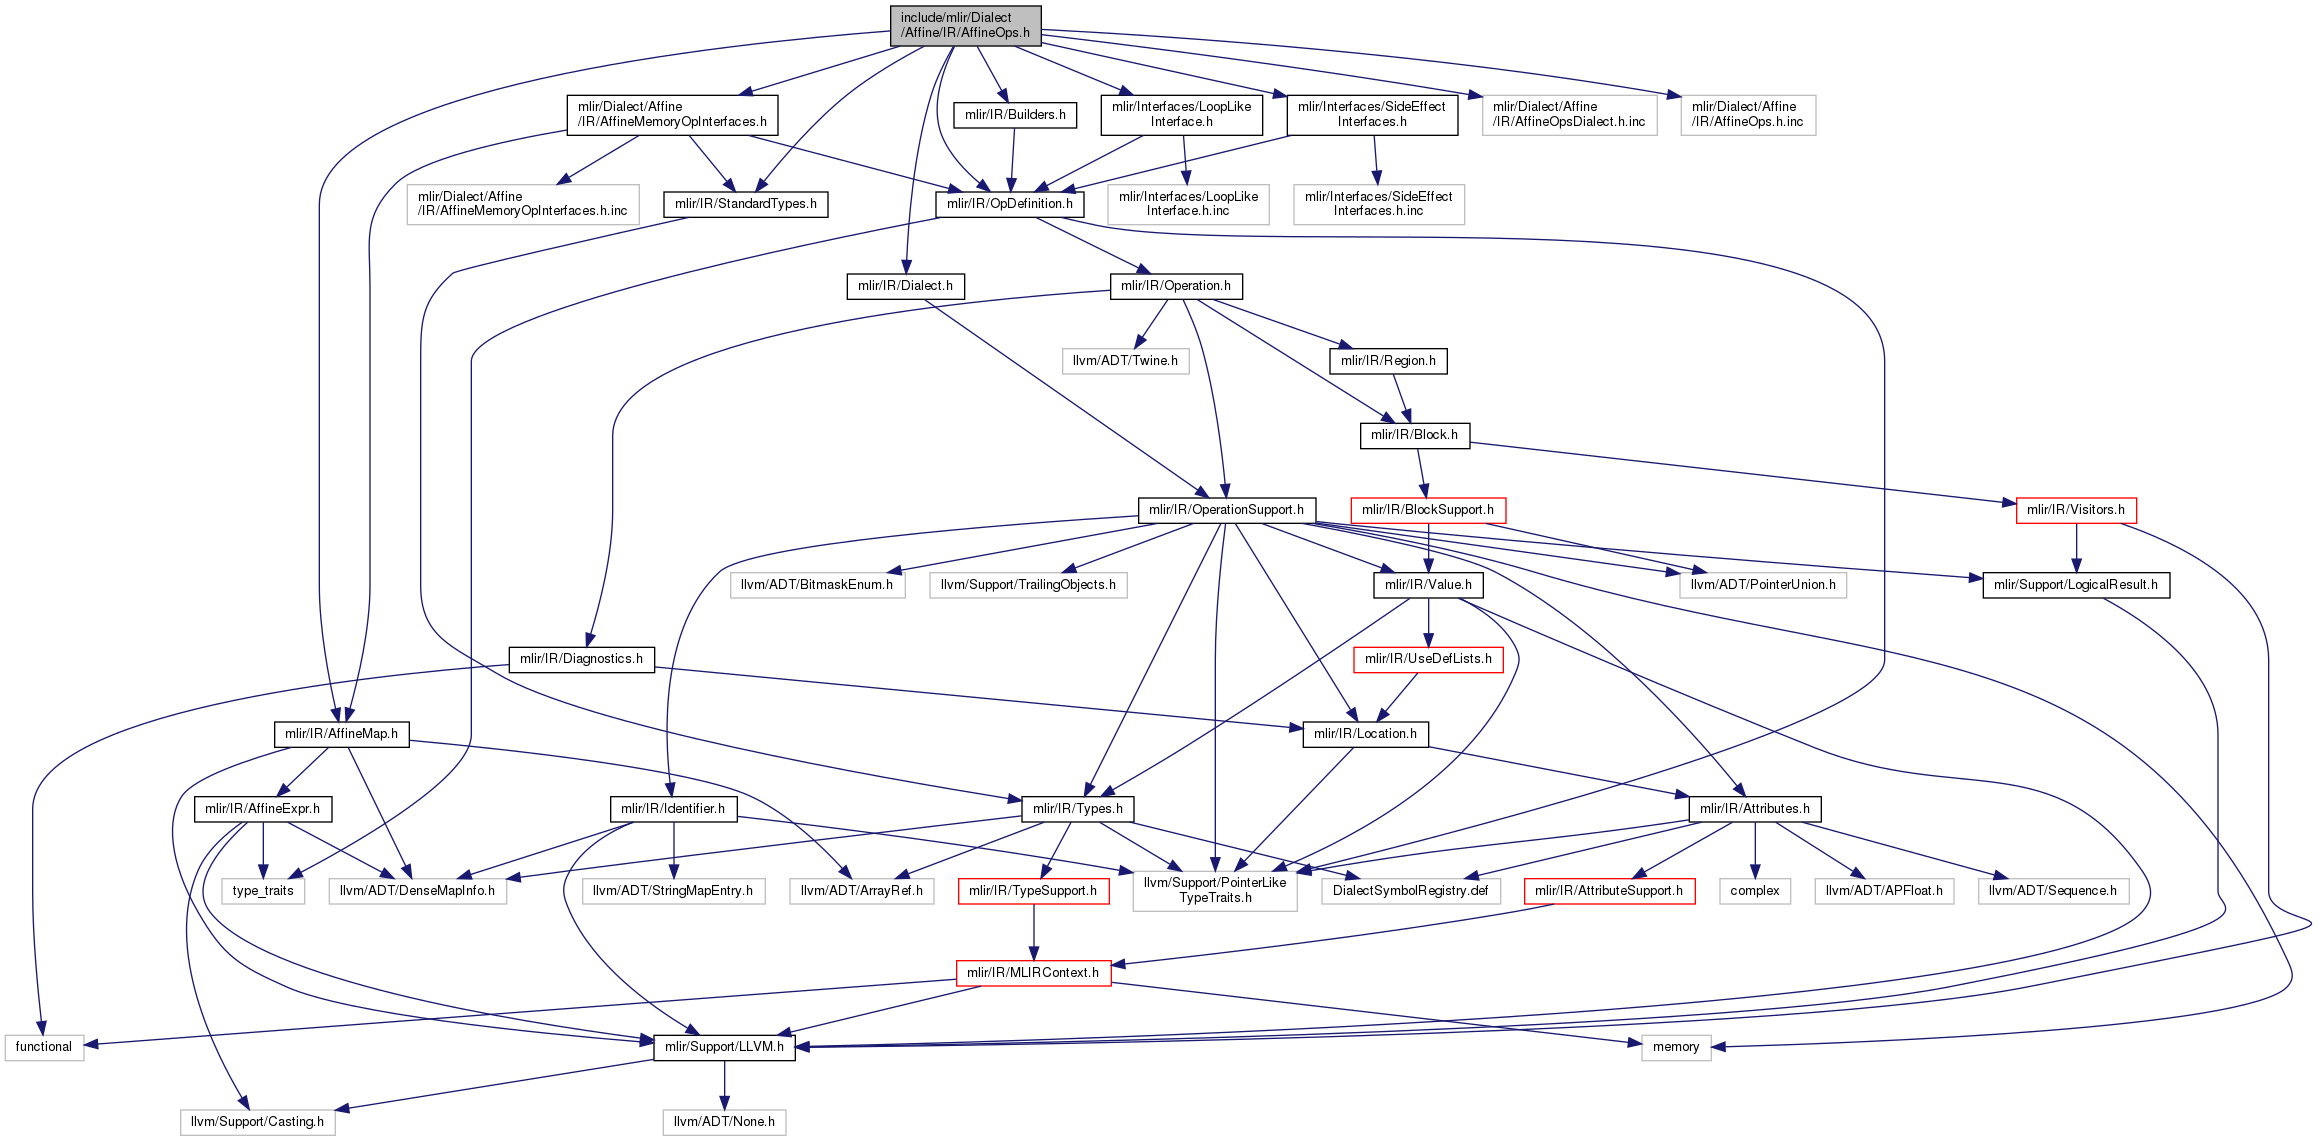 include/mlir/Dialect
/Affine/IR/AffineOps.h
mlir/Dialect/Affine
/IR/AffineMemoryOpInterfaces.h
mlir/IR/Builders.h
mlir/Interfaces/LoopLike
Interface.h
mlir/Interfaces/SideEffect
Interfaces.h
mlir/Dialect/Affine
/IR/AffineOpsDialect.h.inc
mlir/Dialect/Affine
/IR/AffineOps.h.inc
mlir/Dialect/Affine
/IR/AffineMemoryOpInterfaces.h.inc
mlir/IR/StandardTypes.h
mlir/IR/OpDefinition.h
mlir/Interfaces/LoopLike
Interface.h.inc
mlir/Interfaces/SideEffect
Interfaces.h.inc
mlir/IR/Dialect.h
mlir/IR/Operation.h
llvm/ADT/Twine.h
mlir/IR/Region.h
mlir/IR/Block.h
mlir/IR/OperationSupport.h
mlir/IR/BlockSupport.h
mlir/IR/Visitors.h
llvm/ADT/BitmaskEnum.h
llvm/Support/TrailingObjects.h
mlir/IR/Value.h
llvm/ADT/PointerUnion.h
mlir/Support/LogicalResult.h
mlir/IR/Diagnostics.h
mlir/IR/UseDefLists.h
mlir/IR/AffineMap.h
mlir/IR/Location.h
mlir/IR/AffineExpr.h
mlir/IR/Identifier.h
mlir/IR/Types.h
mlir/IR/Attributes.h
type_traits
llvm/ADT/DenseMapInfo.h
llvm/ADT/StringMapEntry.h
llvm/ADT/ArrayRef.h
mlir/IR/TypeSupport.h
llvm/Support/PointerLike
TypeTraits.h
DialectSymbolRegistry.def
mlir/IR/AttributeSupport.h
complex
llvm/ADT/APFloat.h
llvm/ADT/Sequence.h
mlir/IR/MLIRContext.h
functional
mlir/Support/LLVM.h
memory
llvm/Support/Casting.h
llvm/ADT/None.h